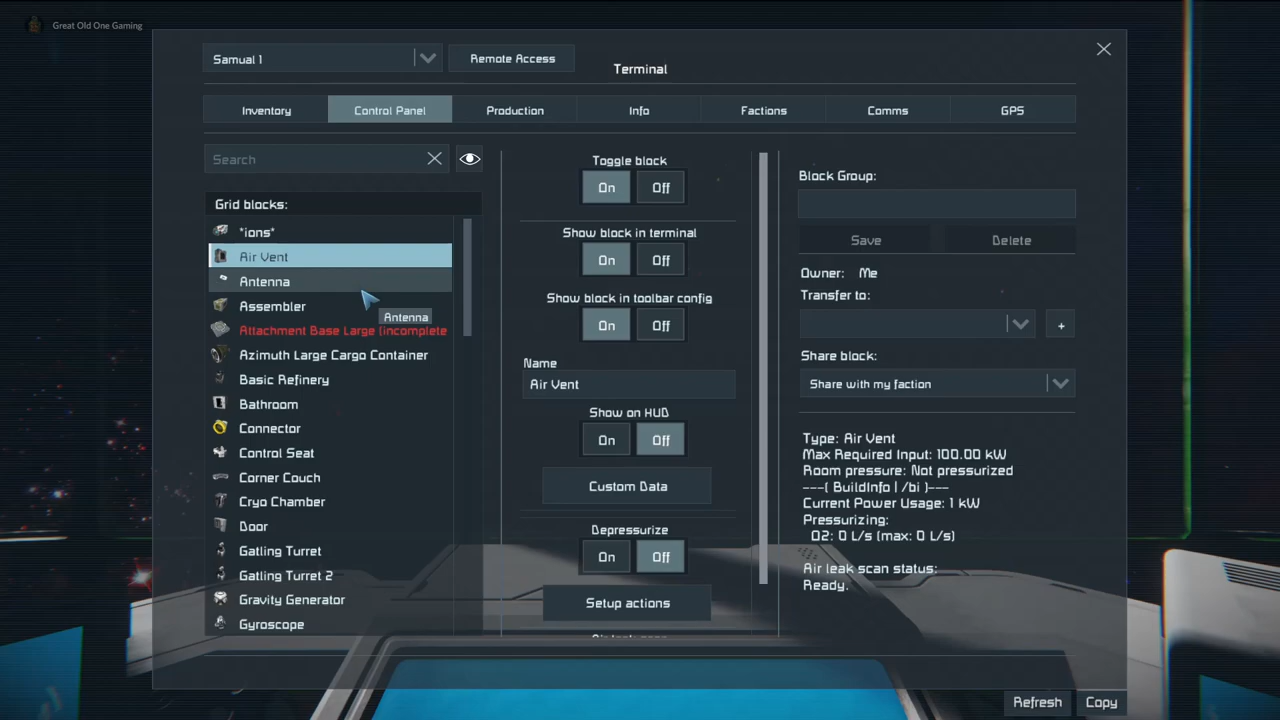 Great Old One Gaming
Samual 1
Remote Access
Terminal
Inventory
Control Panel
Production
Info
Factions
Comms
GPS
Search
Grid blocks:
*ions*
Air Vent
Antenna
Antenna
Assembler
Attachment Base Large (incomplete
Azimuth Large Cargo Container
Basic Refinery
Bathroom
Connector
Control Seat
Corner Couch
Cryo Chamber
Door
Gatling Turret
Gatling Turret 2
Gravity Generator
Gyroscope
Toggle block
On Off
Show block in terminal
On Off
Show block in toolbar config
On Off
Name
Air Vent
Show on HUD
On Off
Custom Data
Depressurize
On Off
Setup actions
Block Group:
Save
Delete
Owner: Me
Transfer to:
+
Share block:
Share with my faction
Type: Air Vent
Max Required Input: 100.00 kW
Room pressure: Not pressurized
---( BuildInfo | /bi )---
Current Power Usage: 1 kW
Pressurizing:
O2: 0 L/s (max: 0 L/s)
Air leak scan status:
Ready.
Refresh
Copy